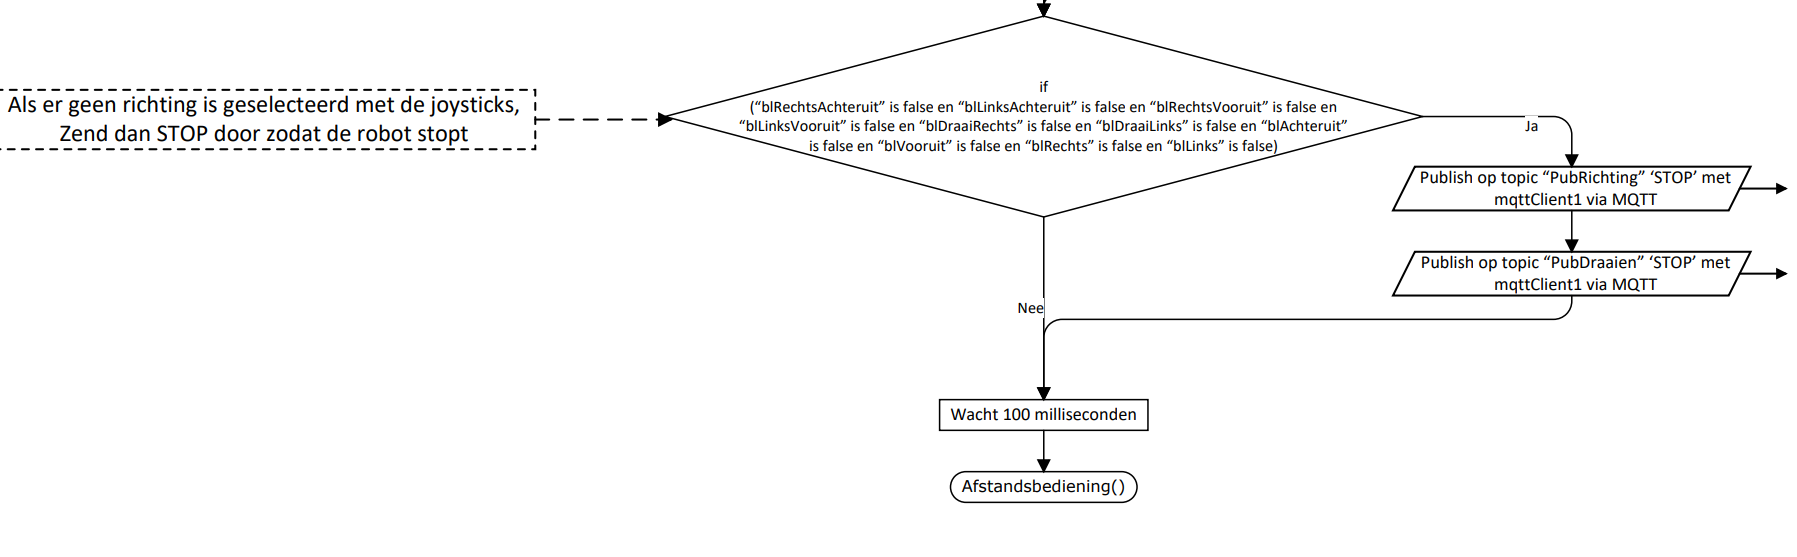 Als er geen richting is geselecteerd met de joysticks,
Zend dan STOP door zodat de robot stopt
if
(“blRechtsAchteruit” is false en “blLinksAchteruit” is false en “blRechtsVooruit” is false en
“blLinksVooruit” is false en “blDraaiRechts” is false en “blDraaiLinks” is false en “blAchteruit”
is false en “blVooruit” is false en “blRechts” is false en “blLinks” is false)
Ja
Publish op topic “PubRichting” ‘STOP’ met
mqttClient1 via MQTT
Publish op topic “PubDraaien” ‘STOP’ met
mqttClient1 via MQTT
Nee
Wacht 100 milliseconden
Afstandsbediening()